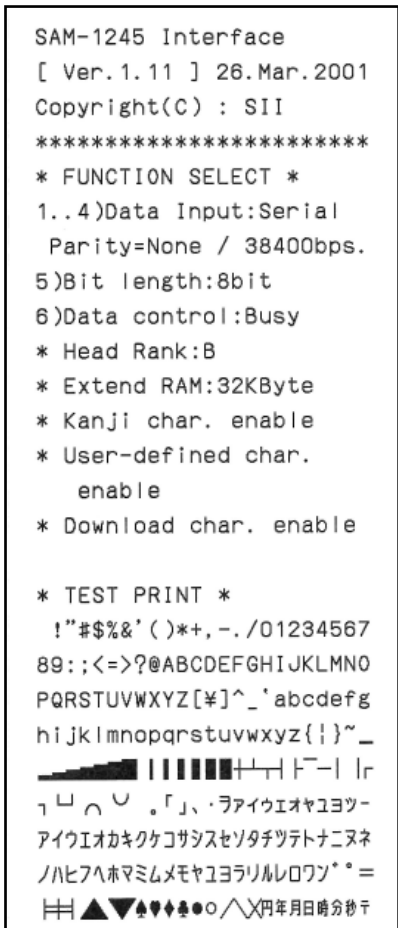 SAM-1245 Interface
[ Ver.1.11 ] 26.Mar.2001
Copyright(C) : SII
************************
* FUNCTION SELECT *
1..4)Data Input:Serial
Parity=None / 38400bps.
5)Bit length:8bit
6)Data control:Busy
* Head Rank:B
* Extend RAM:32KByte
* Kanji char. enable
* User-defined char.
enable
* Download char. enable
* TEST PRINT *
!"#$%&'()*+,-./01234567
89:;<=>?@ABCDEFGHIJKLMNO
PQRSTUVWXYZ[¥]^_`abcdefg
hijklmnopqrstuvwxyz{¦}~_
▁▂▃▄▅▆▇█▏▎▍▌▋▊▉┼┴┬┤├¯─│▕┌
┐└┘╭╮╰╯。「」、・ヲァィゥェォャュョッー
アイウエオカキクケコサシスセソタチツテトナニヌネ
ノハヒフヘホマミムメモヤユヨラリルレロワン゛゜=
╞╪╡▲▼♠♥♦♣●○╱╲╳円年月日時分秒〒